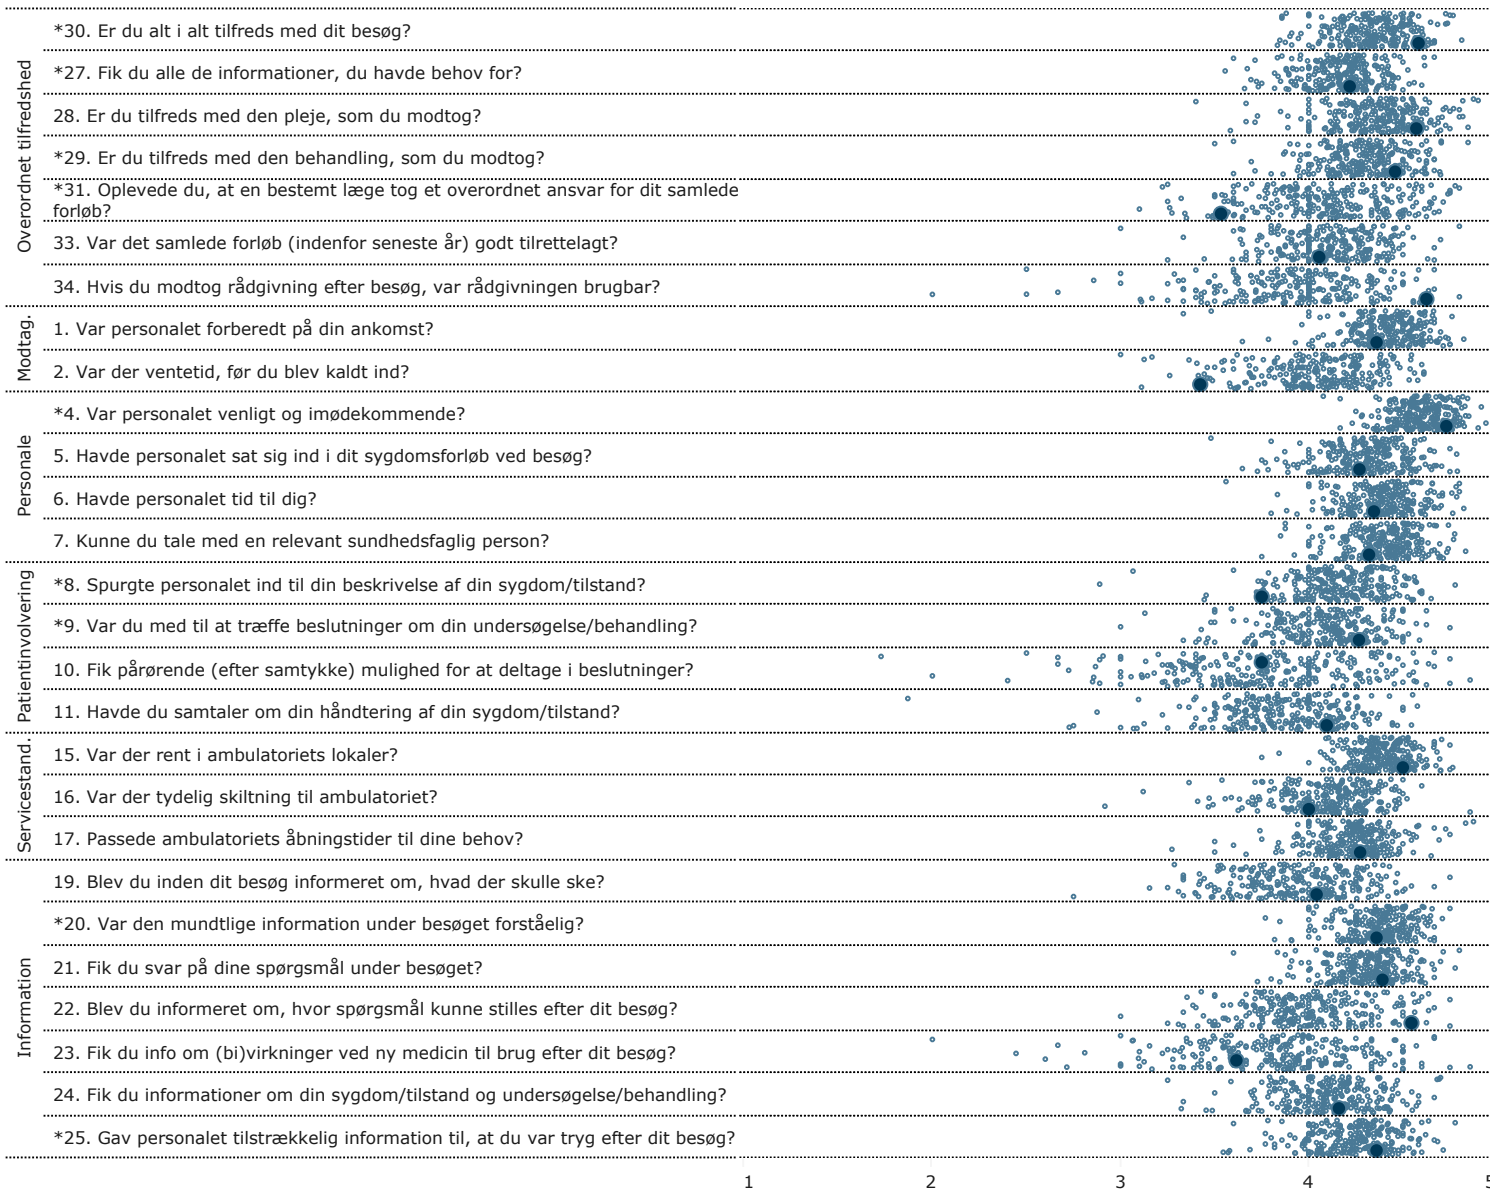 Overordnet tilfredshed
*30. Er du alt i alt tilfreds med dit besøg?
*27. Fik du alle de informationer, du havde behov for?
28. Er du tilfreds med den pleje, som du modtog?
*29. Er du tilfreds med den behandling, som du modtog?
*31. Oplevede du, at en bestemt læge tog et overordnet ansvar for dit samlede
forløb?
33. Var det samlede forløb (indenfor seneste år) godt tilrettelagt?
34. Hvis du modtog rådgivning efter besøg, var rådgivningen brugbar?
Modtag.
1. Var personalet forberedt på din ankomst?
2. Var der ventetid, før du blev kaldt ind?
Personale
*4. Var personalet venligt og imødekommende?
5. Havde personalet sat sig ind i dit sygdomsforløb ved besøg?
6. Havde personalet tid til dig?
7. Kunne du tale med en relevant sundhedsfaglig person?
Patientinvolvering
*8. Spurgte personalet ind til din beskrivelse af din sygdom/tilstand?
*9. Var du med til at træffe beslutninger om din undersøgelse/behandling?
10. Fik pårørende (efter samtykke) mulighed for at deltage i beslutninger?
11. Havde du samtaler om din håndtering af din sygdom/tilstand?
Servicestand.
15. Var der rent i ambulatoriets lokaler?
16. Var der tydelig skiltning til ambulatoriet?
17. Passede ambulatoriets åbningstider til dine behov?
Information
19. Blev du inden dit besøg informeret om, hvad der skulle ske?
*20. Var den mundtlige information under besøget forståelig?
21. Fik du svar på dine spørgsmål under besøget?
22. Blev du informeret om, hvor spørgsmål kunne stilles efter dit besøg?
23. Fik du info om (bi)virkninger ved ny medicin til brug efter dit besøg?
24. Fik du informationer om din sygdom/tilstand og undersøgelse/behandling?
*25. Gav personalet tilstrækkelig information til, at du var tryg efter dit besøg?
1 2 3 4 5